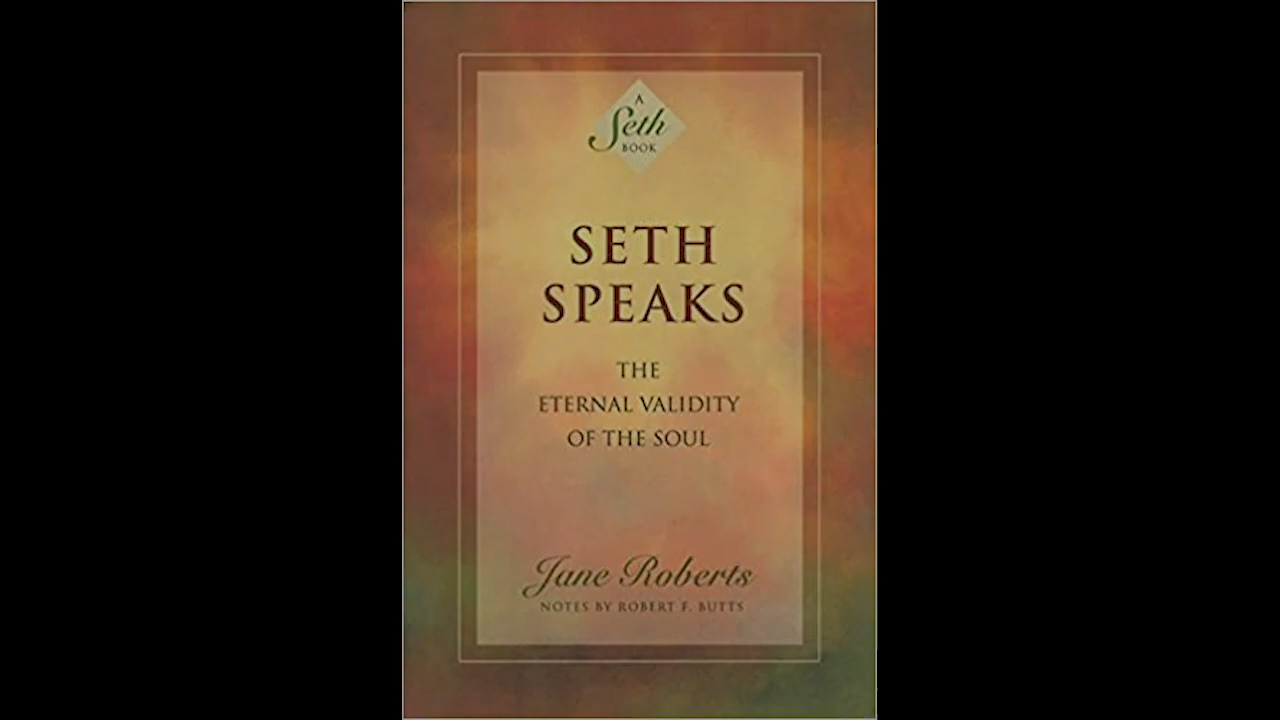 A
Seth
BOOK
SETH
SPEAKS
THE
ETERNAL VALIDITY
OF THE SOUL
Jane Roberts
NOTES BY ROBERT F. BUTTS